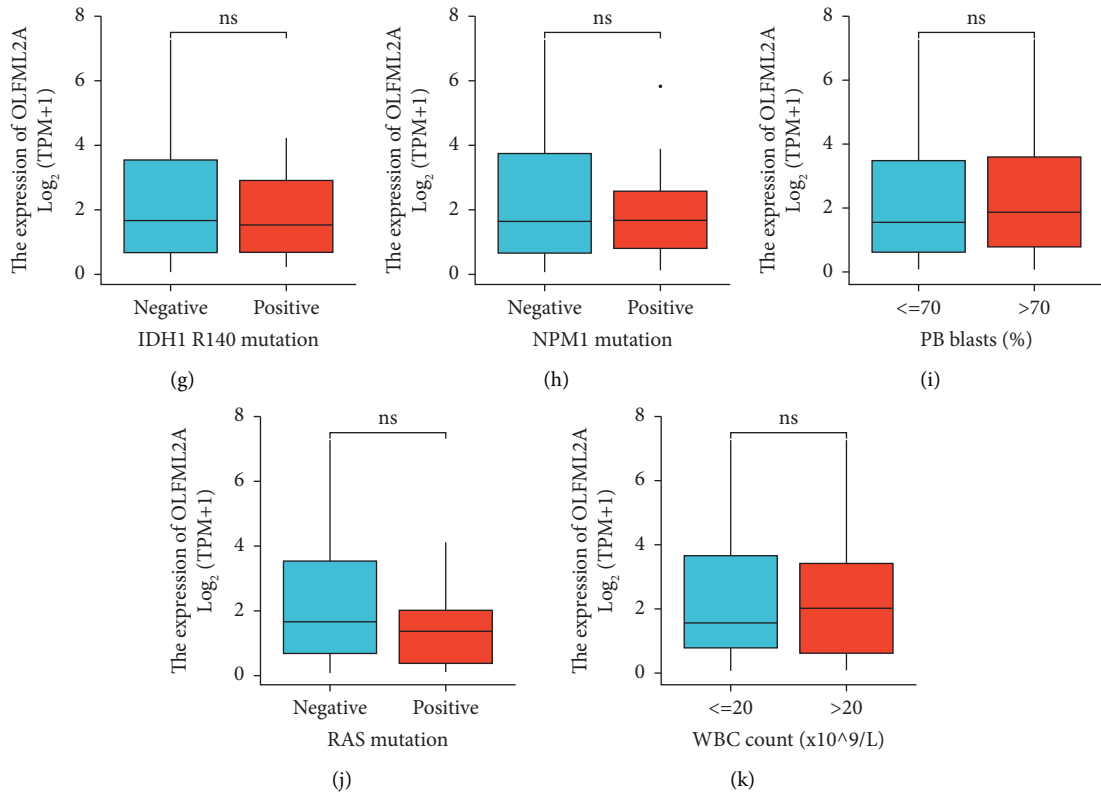 The expression of OLFML2A
Log₂ (TPM+1)
8
6
4
2
0
ns
Negative
Positive
IDH1 R140 mutation
(g)
The expression of OLFML2A
Log₂ (TPM+1)
8
6
4
2
0
ns
Negative
Positive
NPM1 mutation
(h)
The expression of OLFML2A
Log₂ (TPM+1)
8
6
4
2
0
ns
<=70
>70
PB blasts (%)
(i)
The expression of OLFML2A
Log₂ (TPM+1)
8
6
4
2
0
ns
Negative
Positive
RAS mutation
(j)
The expression of OLFML2A
Log₂ (TPM+1)
8
6
4
2
0
ns
<=20
>20
WBC count (x10^9/L)
(k)